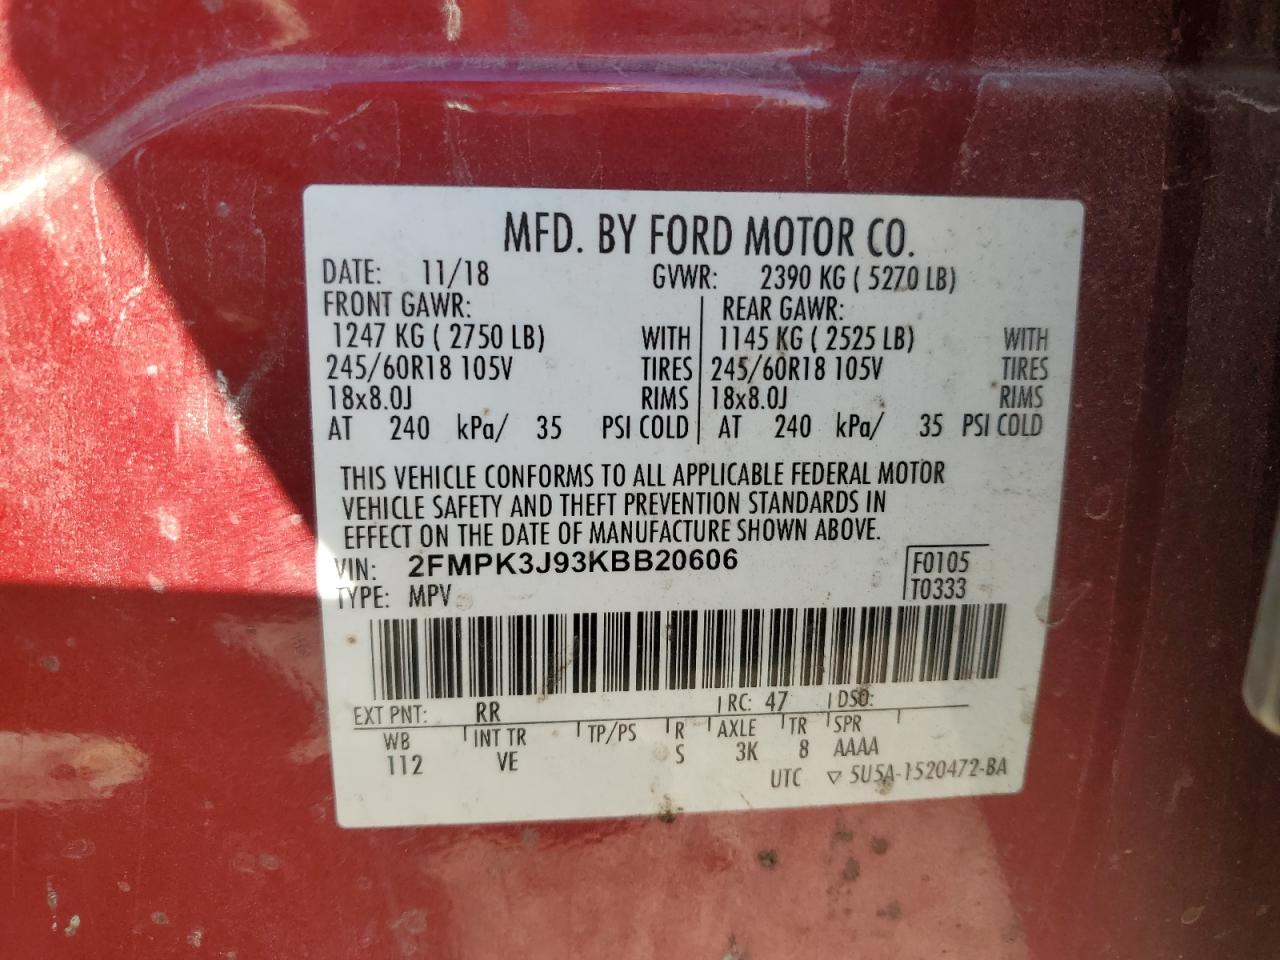 MFD. BY FORD MOTOR CO.
DATE: 11/18 GVWR: 2390 KG ( 5270 LB)
FRONT GAWR: REAR GAWR:
1247 KG ( 2750 LB) WITH 1145 KG ( 2525 LB) WITH
245/60R18 105V TIRES 245/60R18 105V TIRES
18x8.0J RIMS 18x8.0J RIMS
AT 240 kPa/ 35 PSI COLD AT 240 kPa/ 35 PSI COLD
THIS VEHICLE CONFORMS TO ALL APPLICABLE FEDERAL MOTOR
VEHICLE SAFETY AND THEFT PREVENTION STANDARDS IN
EFFECT ON THE DATE OF MANUFACTURE SHOWN ABOVE.
VIN: 2FMPK3J93KBB20606 F0105
TYPE: MPV T0333
EXT PNT: RR RC: 47 DSO:
WB INT TR TP/PS R AXLE TR SPR
112 VE S 3K 8 AAAA
UTC ▽ 5U5A-1520472-BA